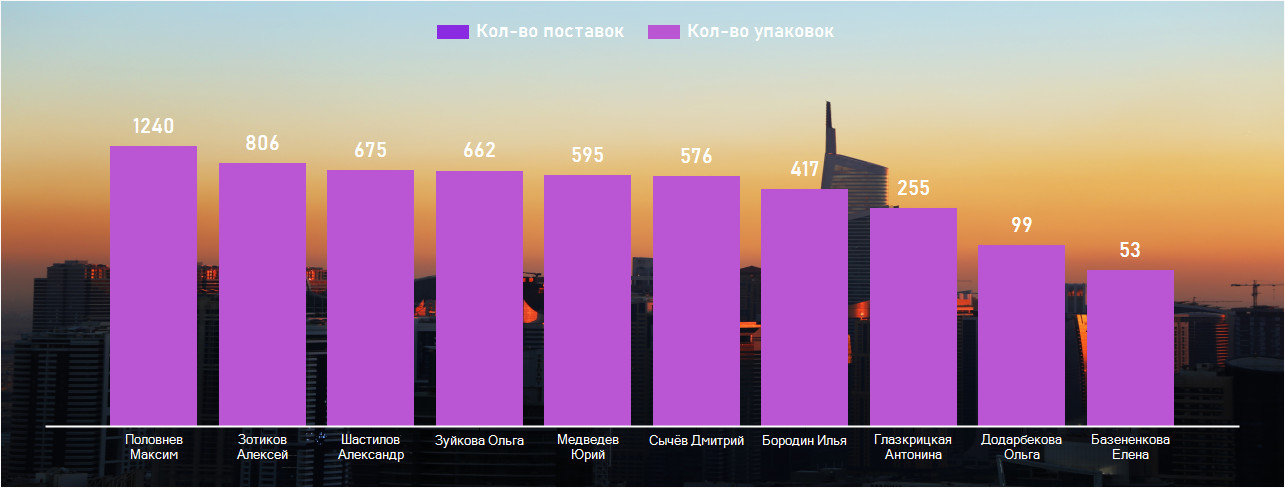 Кол-во поставок Кол-во упаковок
1240
806
675
662
595
576
417
255
99
53
Половнев
Максим
Зотиков
Алексей
Шастилов
Александр
Зуйкова Ольга
Медведев
Юрий
Сычёв Дмитрий
Бородин Илья
Глазкрицкая
Антонина
Додарбекова
Ольга
Базененкова
Елена